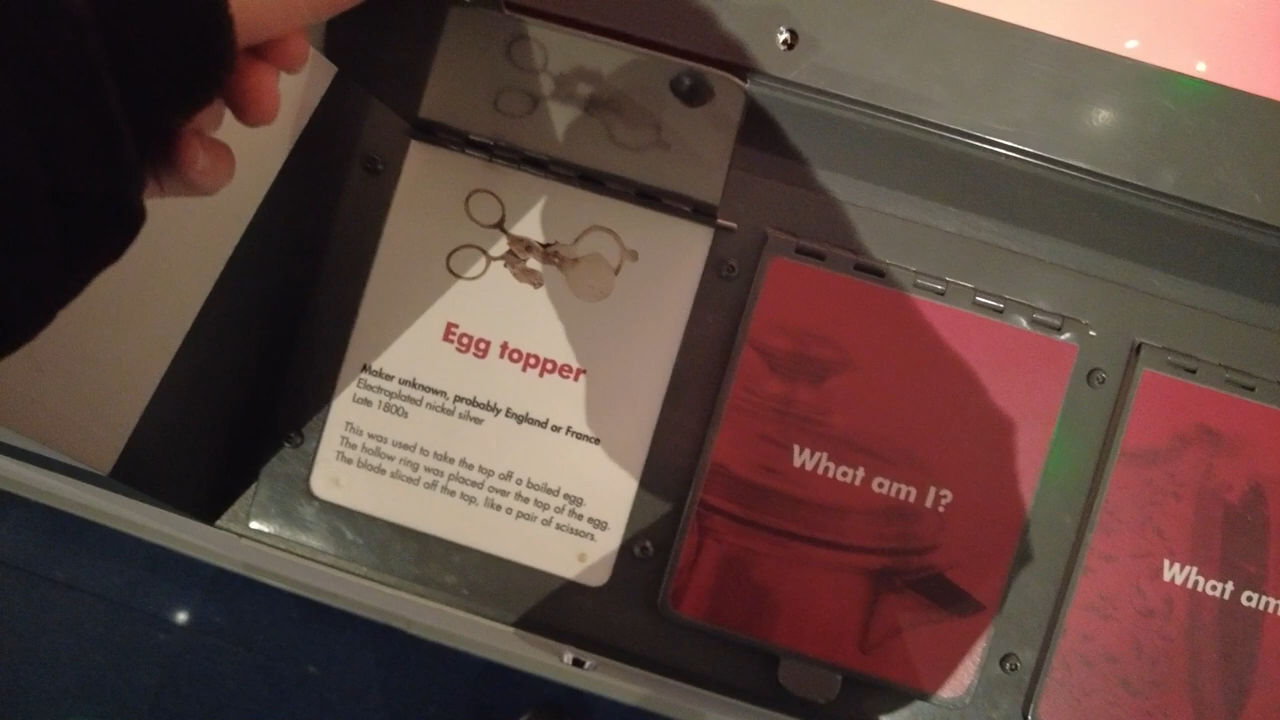 Egg topper
Maker unknown, probably England or France
Electroplated nickel silver
Late 1800s
This was used to take the top off a boiled egg.
The hollow ring was placed over the top of the egg.
The blade sliced off the top, like a pair of scissors.
What am I?
What am